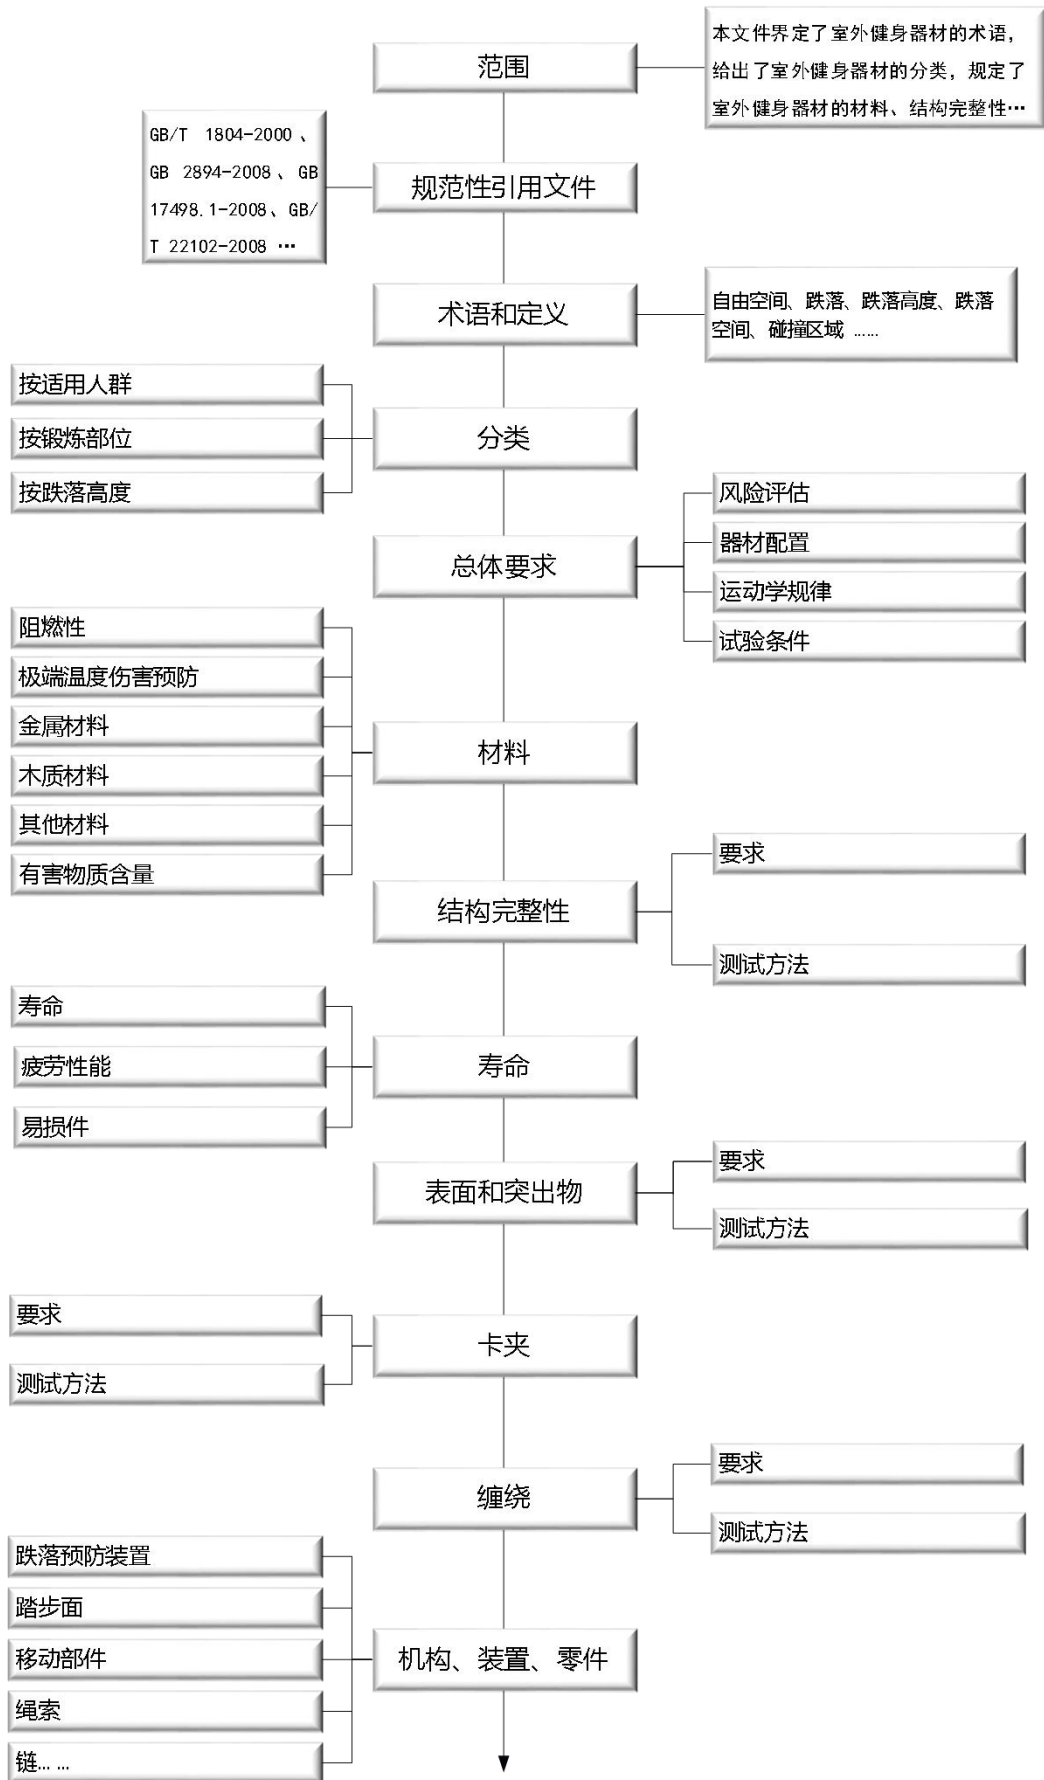 范围
本文件界定了室外健身器材的术语，
给出了室外健身器材的分类，规定了
室外健身器材的材料、结构完整性…
GB/T 1804-2000 、
GB 2894-2008 、 GB
17498.1-2008、GB/
T 22102-2008 …
规范性引用文件
术语和定义
自由空间、跌落、跌落高度、跌落
空间、碰撞区域 ……
按适用人群
按锻炼部位
按跌落高度
分类
总体要求
风险评估
器材配置
运动学规律
试验条件
阻燃性
极端温度伤害预防
金属材料
木质材料
其他材料
有害物质含量
材料
结构完整性
要求
测试方法
寿命
疲劳性能
易损件
寿命
表面和突出物
要求
测试方法
要求
测试方法
卡夹
缠绕
要求
测试方法
跌落预防装置
踏步面
移动部件
绳索
链... ...
机构、装置、零件